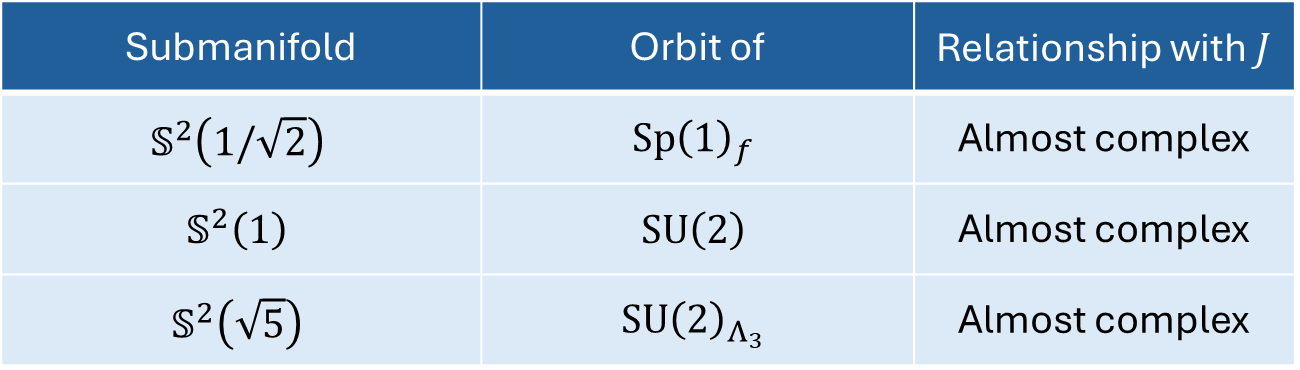 Submanifold Orbit of Relationship with J
𝕊²(1/√2) Sp(1)_f Almost complex
𝕊²(1) SU(2) Almost complex
𝕊²(√5) SU(2)_Λ₃ Almost complex